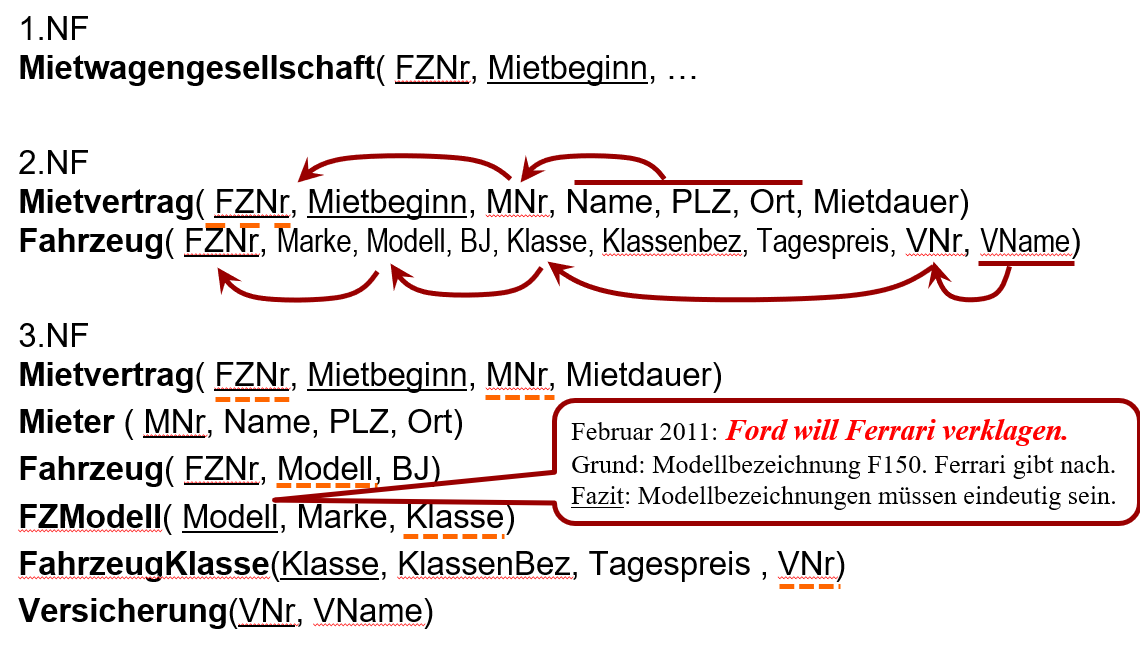 1.NF
Mietwagengesellschaft( FZNr, Mietbeginn, …
2.NF
Mietvertrag( FZNr, Mietbeginn, MNr, Name, PLZ, Ort, Mietdauer)
Fahrzeug( FZNr, Marke, Modell, BJ, Klasse, Klassenbez, Tagespreis, VNr, VName)
3.NF
Mietvertrag( FZNr, Mietbeginn, MNr, Mietdauer)
Mieter ( MNr, Name, PLZ, Ort)
Fahrzeug( FZNr, Modell, BJ)
FZModell( Modell, Marke, Klasse)
FahrzeugKlasse(Klasse, KlassenBez, Tagespreis , VNr)
Versicherung(VNr, VName)
Februar 2011: Ford will Ferrari verklagen.
Grund: Modellbezeichnung F150. Ferrari gibt nach.
Fazit: Modellbezeichnungen müssen eindeutig sein.